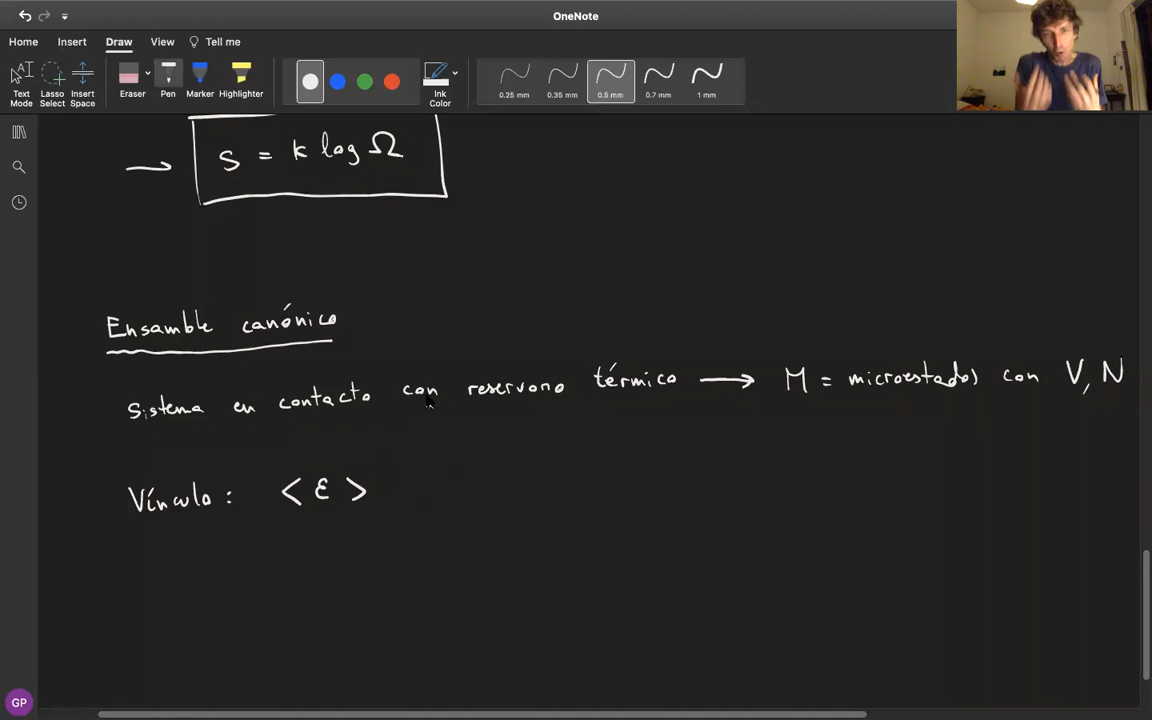 OneNote
Home Insert Draw View Tell me
Text Mode Lasso Select Insert Space Eraser Pen Marker Highlighter Ink Color 0.25 mm 0.35 mm 0.5 mm 0.7 mm 1 mm
→ S = k log Ω
Ensamble canónico
Sistema en contacto con reservorio térmico → M = microestados con V, N
Vínculo: < ε >
GP